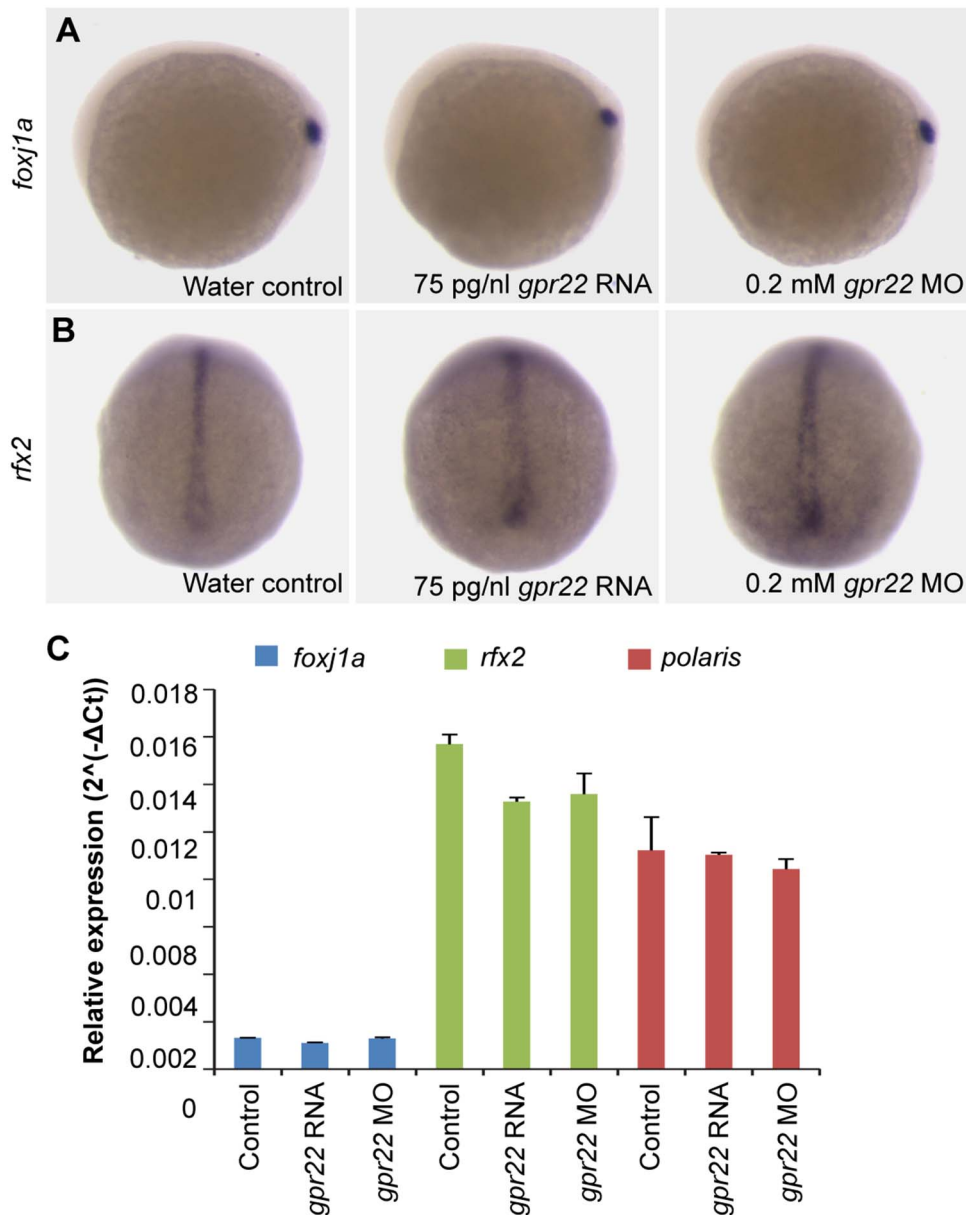 A
foxj1a
Water control
75 pg/nl gpr22 RNA
0.2 mM gpr22 MO
B
rfx2
Water control
75 pg/nl gpr22 RNA
0.2 mM gpr22 MO
C
foxj1a
rfx2
polaris
Relative expression (2^(-ΔCt))
0.018
0.016
0.014
0.012
0.01
0.008
0.004
0.002
0
Control
gpr22 RNA
gpr22 MO
Control
gpr22 RNA
gpr22 MO
Control
gpr22 RNA
gpr22 MO